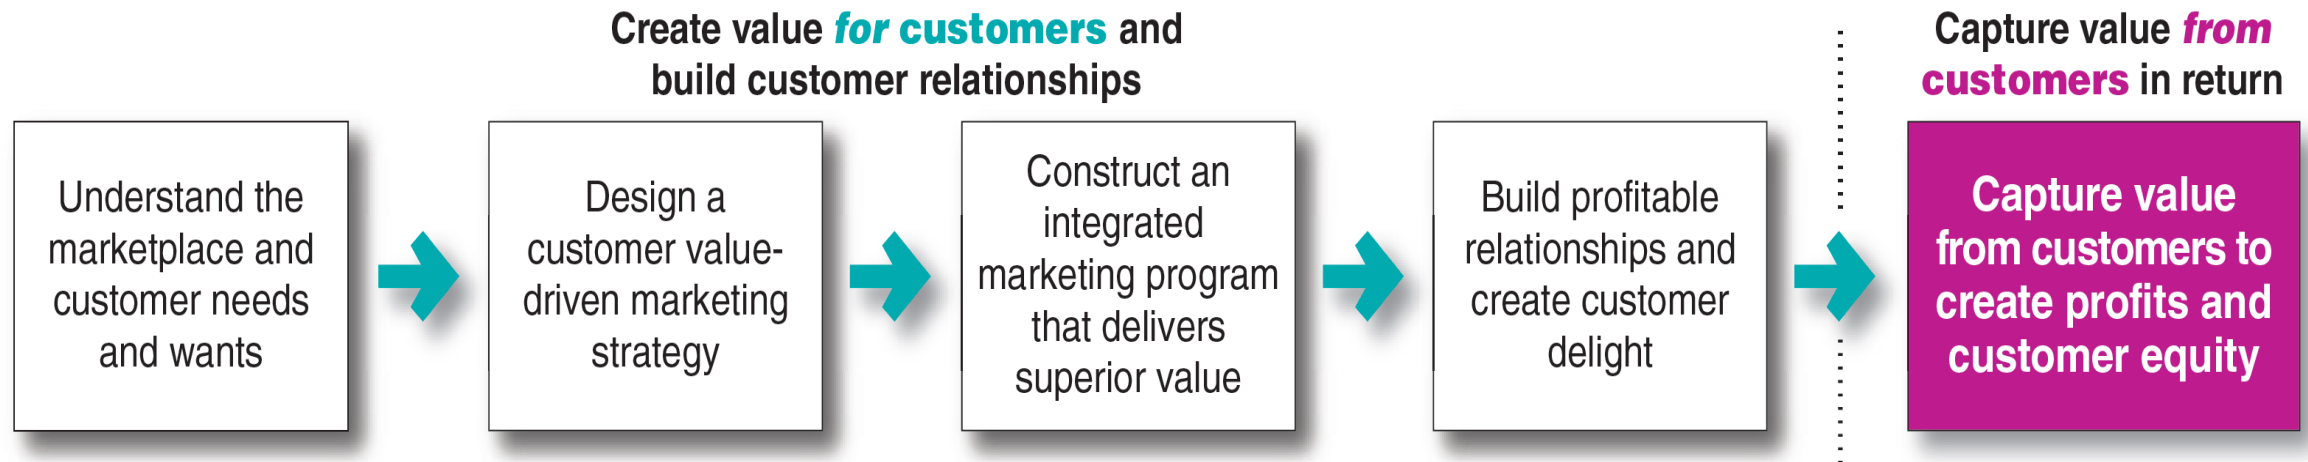 Create value for customers and
build customer relationships
Capture value from
customers in return
Understand the
marketplace and
customer needs
and wants
Design a
customer value-
driven marketing
strategy
Construct an
integrated
marketing program
that delivers
superior value
Build profitable
relationships and
create customer
delight
Capture value
from customers to
create profits and
customer equity